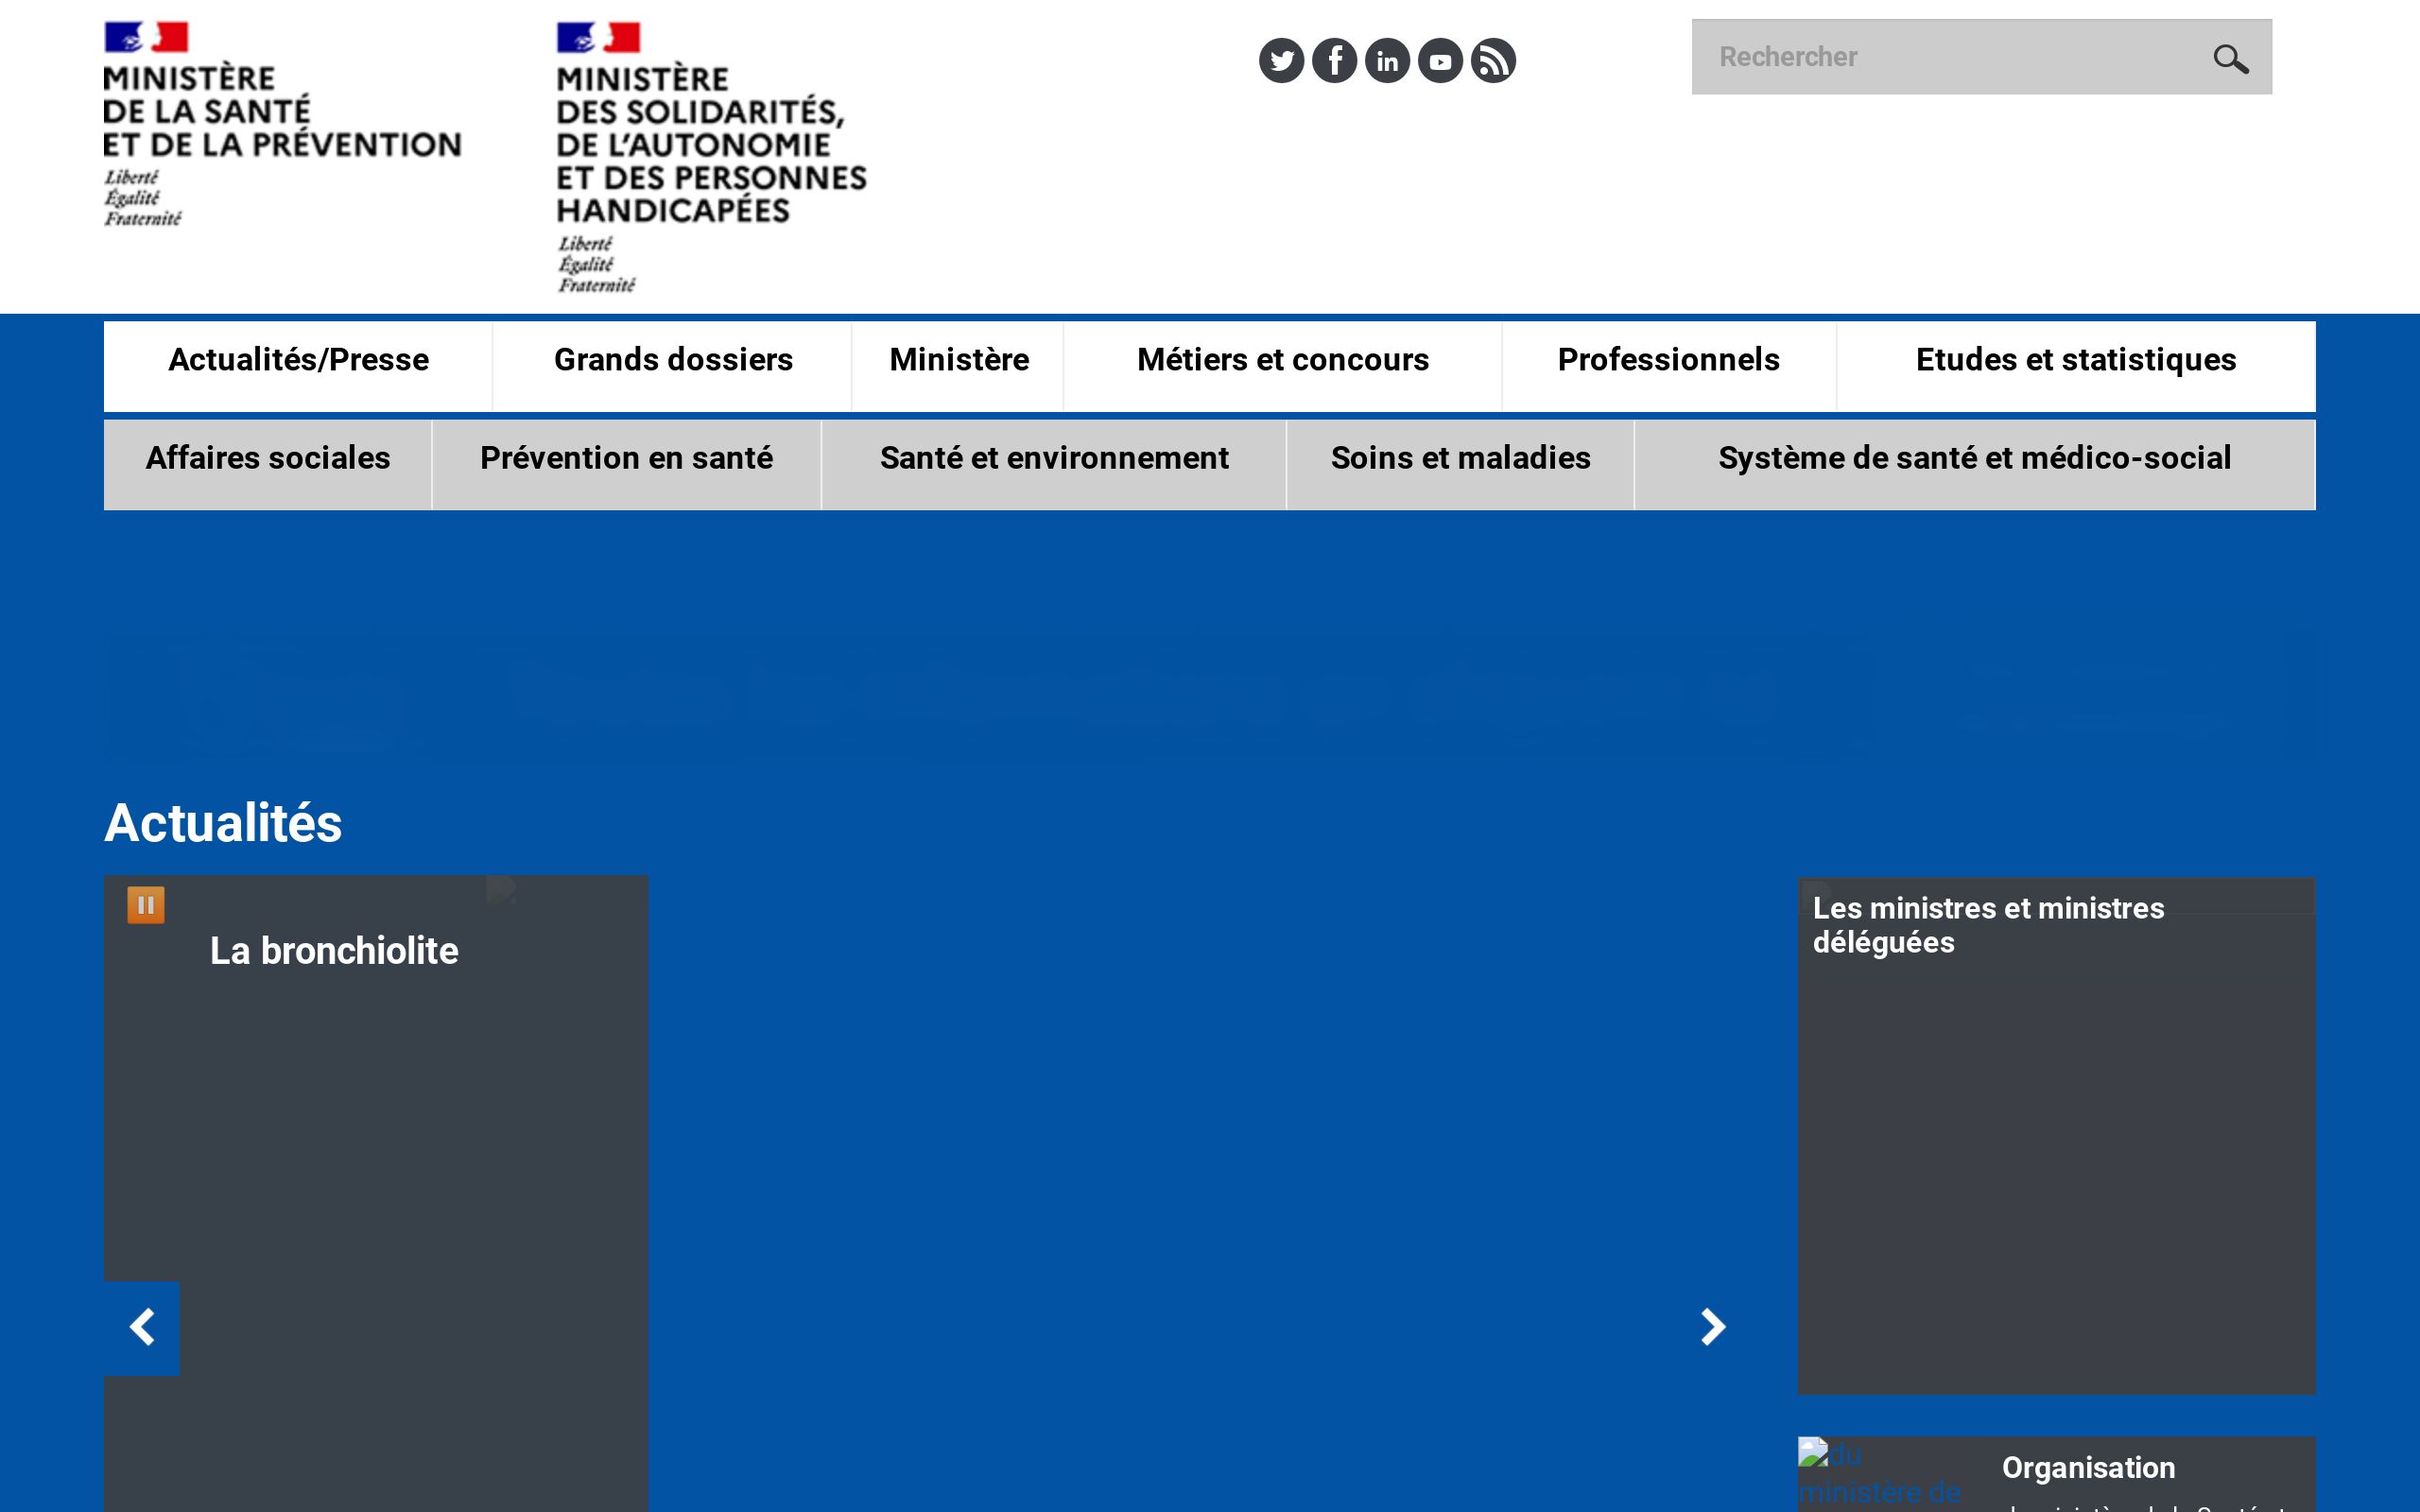 MINISTÈRE
DE LA SANTÉ
ET DE LA PRÉVENTION
Liberté
Égalité
Fraternité
MINISTÈRE
DES SOLIDARITÉS,
DE L'AUTONOMIE
ET DES PERSONNES
HANDICAPÉES
Liberté
Égalité
Fraternité
Rechercher
Actualités/Presse
Grands dossiers
Ministère
Métiers et concours
Professionnels
Etudes et statistiques
Affaires sociales
Prévention en santé
Santé et environnement
Soins et maladies
Système de santé et médico-social
Actualités
La bronchiolite
Les ministres et ministres
déléguées
du
ministère de
Organisation